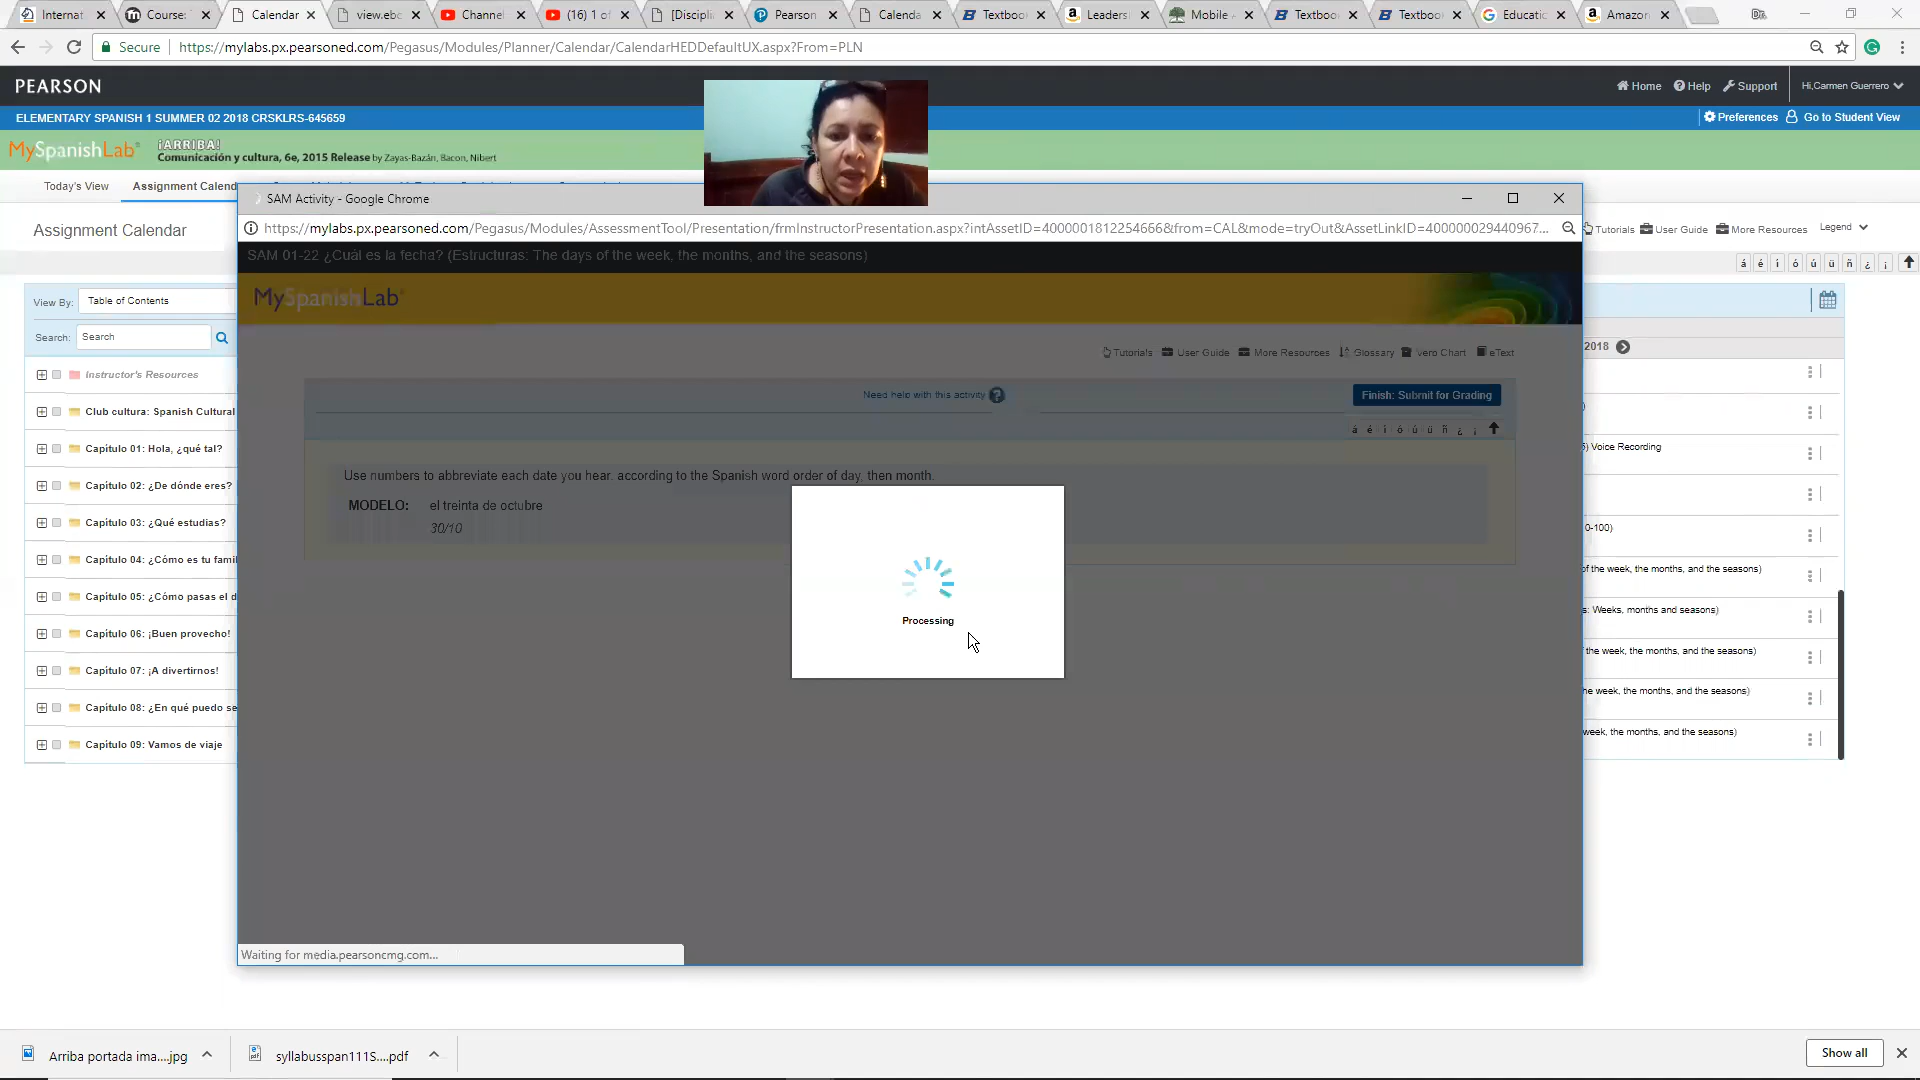 Internat
Course:
Calendar
view.ebc
Channel
(16) 1 of
[Discipli
Pearson
Calenda
Textboo
Leaders
Mobile A
Textboo
Textboo
Educatic
Amazon
Dr.
Secure
https://mylabs.px.pearsoned.com/Pegasus/Modules/Planner/Calendar/CalendarHEDDefaultUX.aspx?From=PLN
PEARSON
Home
Help
Support
Hi,Carmen Guerrero
ELEMENTARY SPANISH 1 SUMMER 02 2018 CRSKLRS-645659
Preferences
Go to Student View
MySpanishLab
¡ARRIBA!
Comunicación y cultura, 6e, 2015 Release by Zayas-Bazán, Bacon, Nibert
Today's View
Assignment Calend
SAM Activity - Google Chrome
https://mylabs.px.pearsoned.com/Pegasus/Modules/AssessmentTool/Presentation/frmInstructorPresentation.aspx?intAssetID=4000001812254666&from=CAL&mode=tryOut&AssetLinkID=400000029440967...
Assignment Calendar
Tutorials
User Guide
More Resources
Legend
SAM 01-22 ¿Cuál es la fecha? (Estructuras: The days of the week, the months, and the seasons)
á é í ó ú ü ñ ¿ ¡
MySpanishLab
View By:
Table of Contents
Search:
Search
2018
Tutorials
User Guide
More Resources
Glossary
Verb Chart
eText
Instructor's Resources
Club cultura: Spanish Cultural
Capítulo 01: Hola, ¿qué tal?
Capítulo 02: ¿De dónde eres?
Capítulo 03: ¿Qué estudias?
Capítulo 04: ¿Cómo es tu famil
Capítulo 05: ¿Cómo pasas el d
Capítulo 06: ¡Buen provecho!
Capítulo 07: ¡A divertirnos!
Capítulo 08: ¿En qué puedo se
Capítulo 09: Vamos de viaje
Need help with this activity
Finish: Submit for Grading
á é í ó ú ü ñ ¿ ¡
Use numbers to abbreviate each date you hear, according to the Spanish word order of day, then month.
MODELO: el treinta de octubre
30/10
Processing
) Voice Recording
0-100)
of the week, the months, and the seasons)
s: Weeks, months and seasons)
the week, the months, and the seasons)
he week, the months, and the seasons)
week, the months, and the seasons)
Waiting for media.pearsoncmg.com...
Arriba portada ima....jpg
syllabusspan111S....pdf
Show all